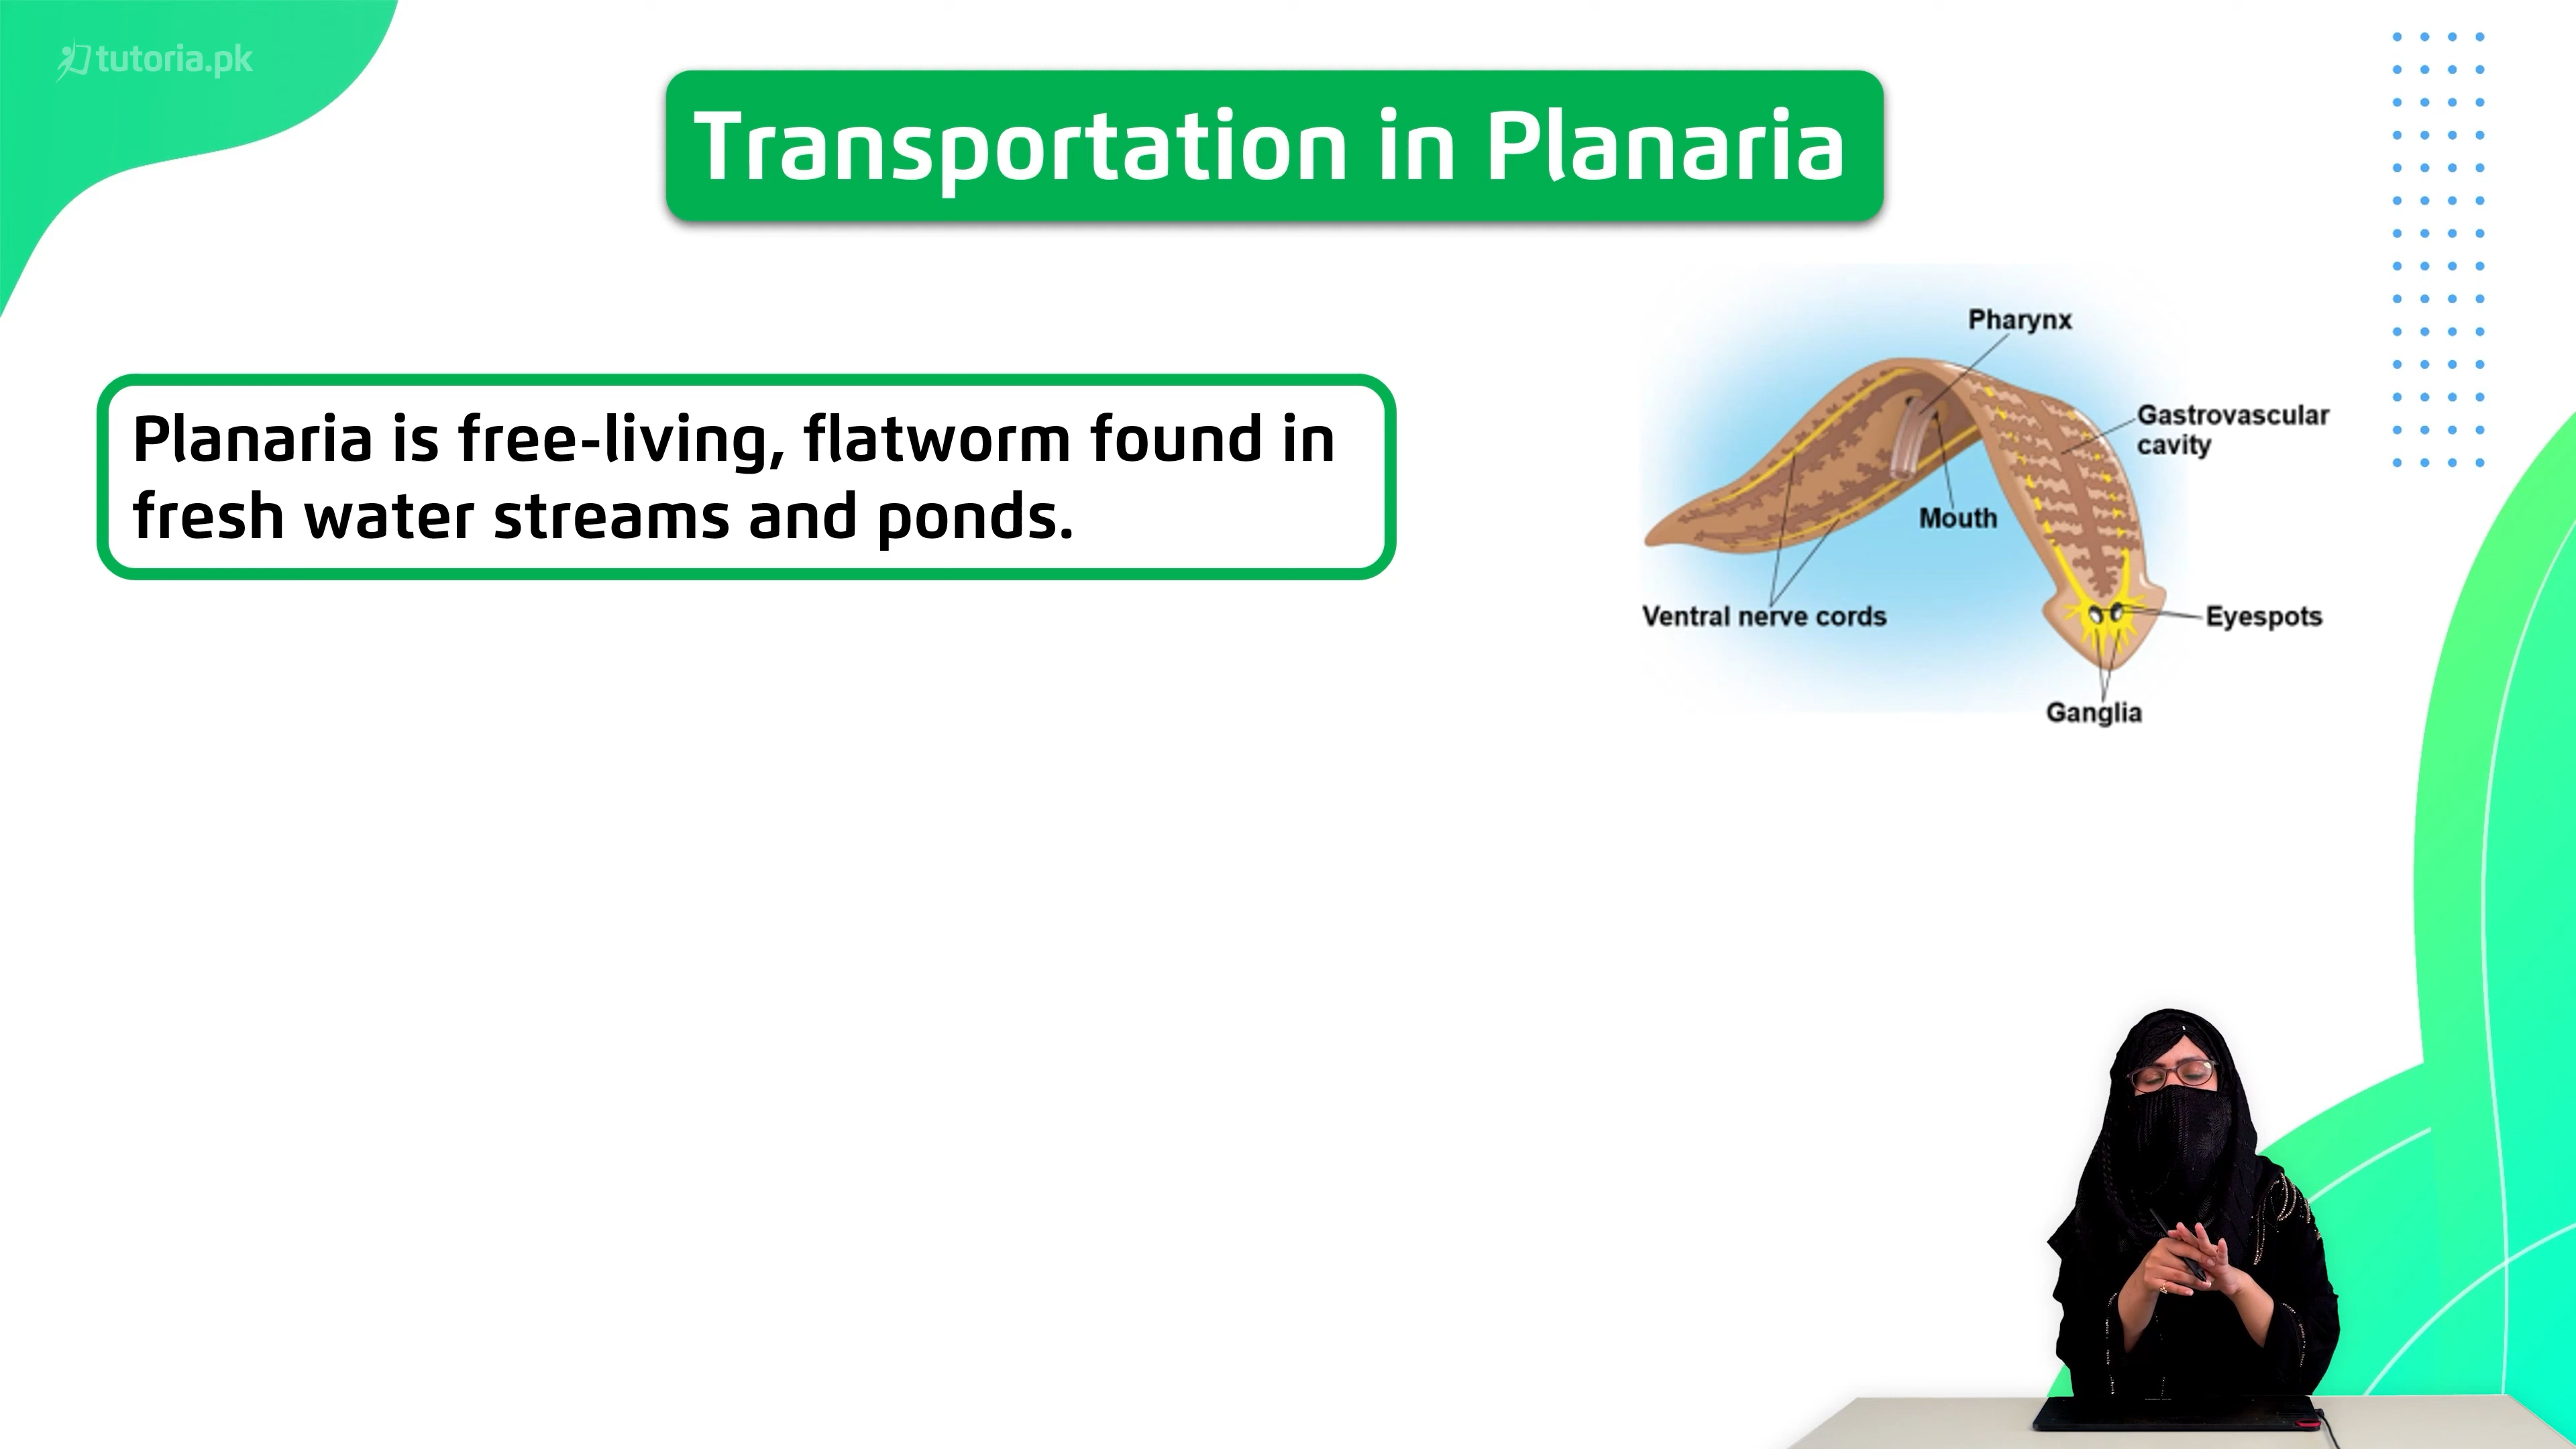 tutoria.pk
Transportation in Planaria
Planaria is free-living, flatworm found in
fresh water streams and ponds.
Pharynx
Gastrovascular
cavity
Mouth
Ventral nerve cords
Eyespots
Ganglia